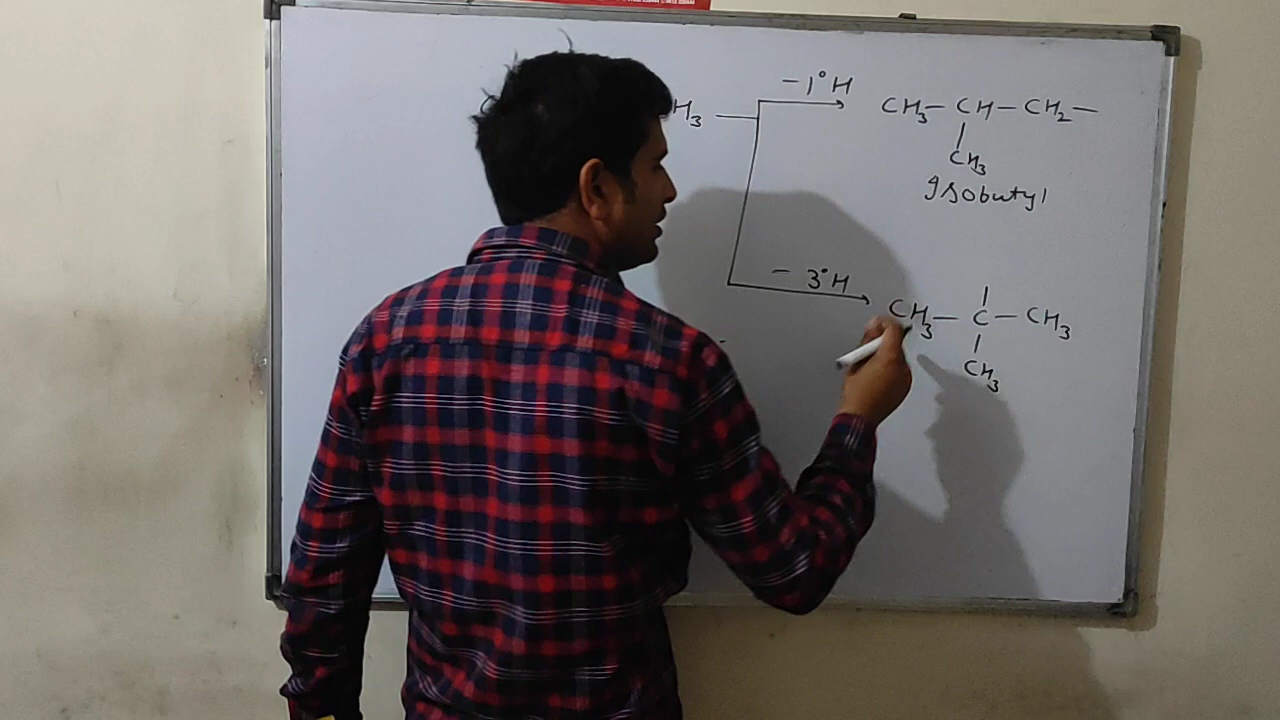 -1°H
H3 — CH3-CH-CH2-
CH3
Isobutyl
-3°H
CH3-C-CH3
CH3